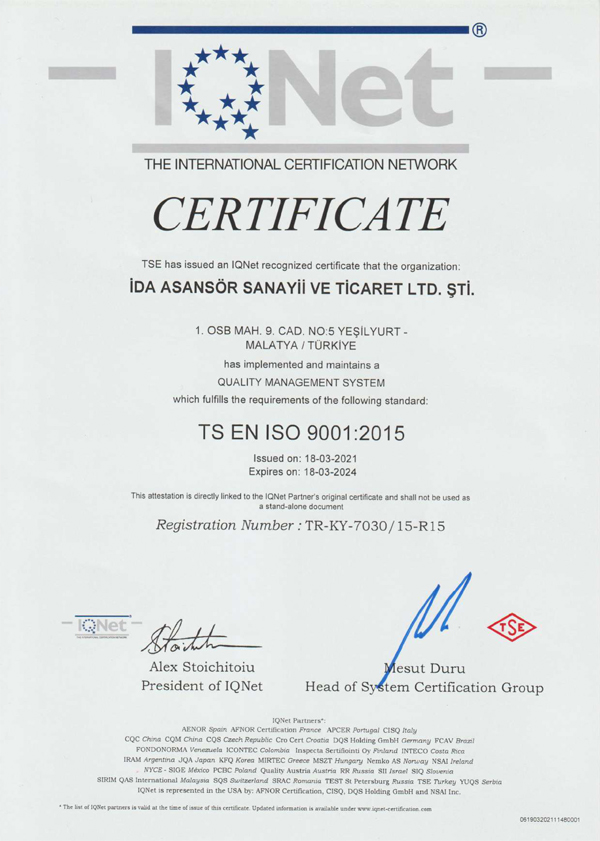 IQNet ®
THE INTERNATIONAL CERTIFICATION NETWORK
CERTIFICATE
TSE has issued an IQNet recognized certificate that the organization:
İDA ASANSÖR SANAYİİ VE TİCARET LTD. ŞTİ.
1. OSB MAH. 9. CAD. NO:5 YEŞİLYURT -
MALATYA / TÜRKİYE
has implemented and maintains a
QUALITY MANAGEMENT SYSTEM
which fulfills the requirements of the following standard:
TS EN ISO 9001:2015
Issued on: 18-03-2021
Expires on: 18-03-2024
This attestation is directly linked to the IQNet Partner's original certificate and shall not be used as
a stand-alone document
Registration Number : TR-KY-7030/15-R15
IQNet
TSE
Alex Stoichitoiu
President of IQNet
Mesut Duru
Head of System Certification Group
IQNet Partners*:
AENOR Spain AFNOR Certification France APCER Portugal CISQ Italy
CQC China CQM China CQS Czech Republic Cro Cert Croatia DQS Holding GmbH Germany FCAV Brazil
FONDONORMA Venezuela ICONTEC Colombia Inspecta Sertifiointi Oy Finland INTECO Costa Rica
IRAM Argentina JQA Japan KFQ Korea MIRTEC Greece MSZT Hungary Nemko AS Norway NSAI Ireland
NYCE - SIGE México PCBC Poland Quality Austria Austria RR Russia SII Israel SIQ Slovenia
SIRIM QAS International Malaysia SQS Switzerland SRAC Romania TEST St Petersburg Russia TSE Turkey YUQS Serbia
IQNet is represented in the USA by: AFNOR Certification, CISQ, DQS Holding GmbH and NSAI Inc.
* The list of IQNet partners is valid at the time of issue of this certificate. Updated information is available under www.iqnet-certification.com
061903202111480001